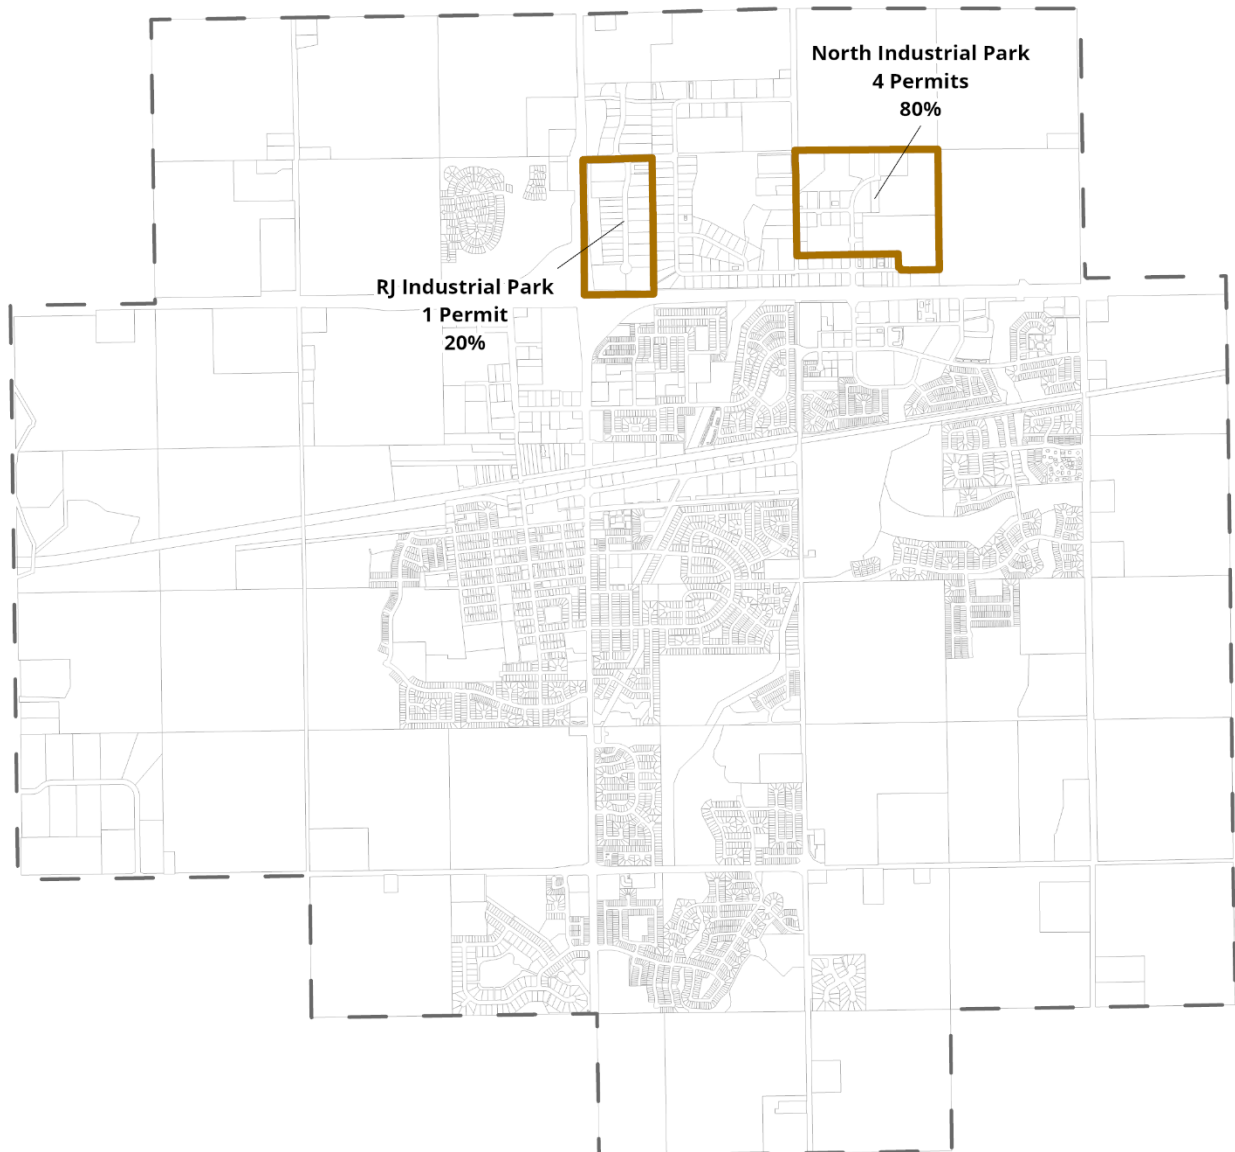 North Industrial Park
4 Permits
80%
RJ Industrial Park
1 Permit
20%